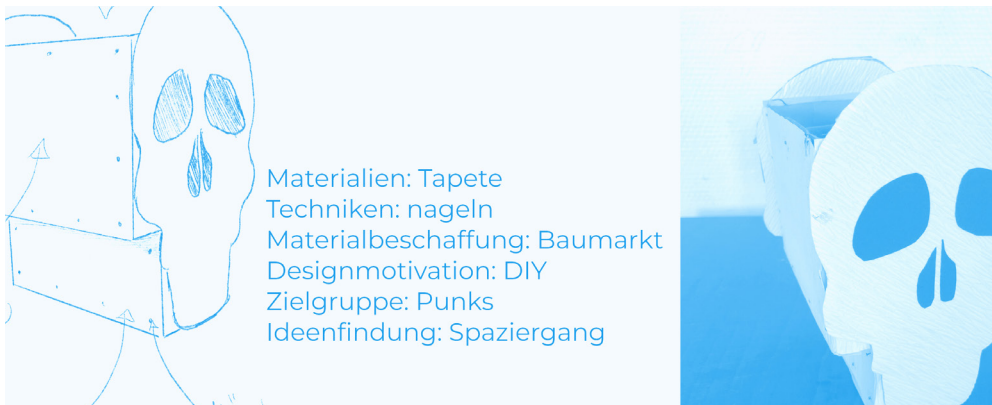 Materialien: Tapete
Techniken: nageln
Materialbeschaffung: Baumarkt
Designmotivation: DIY
Zielgruppe: Punks
Ideenfindung: Spaziergang